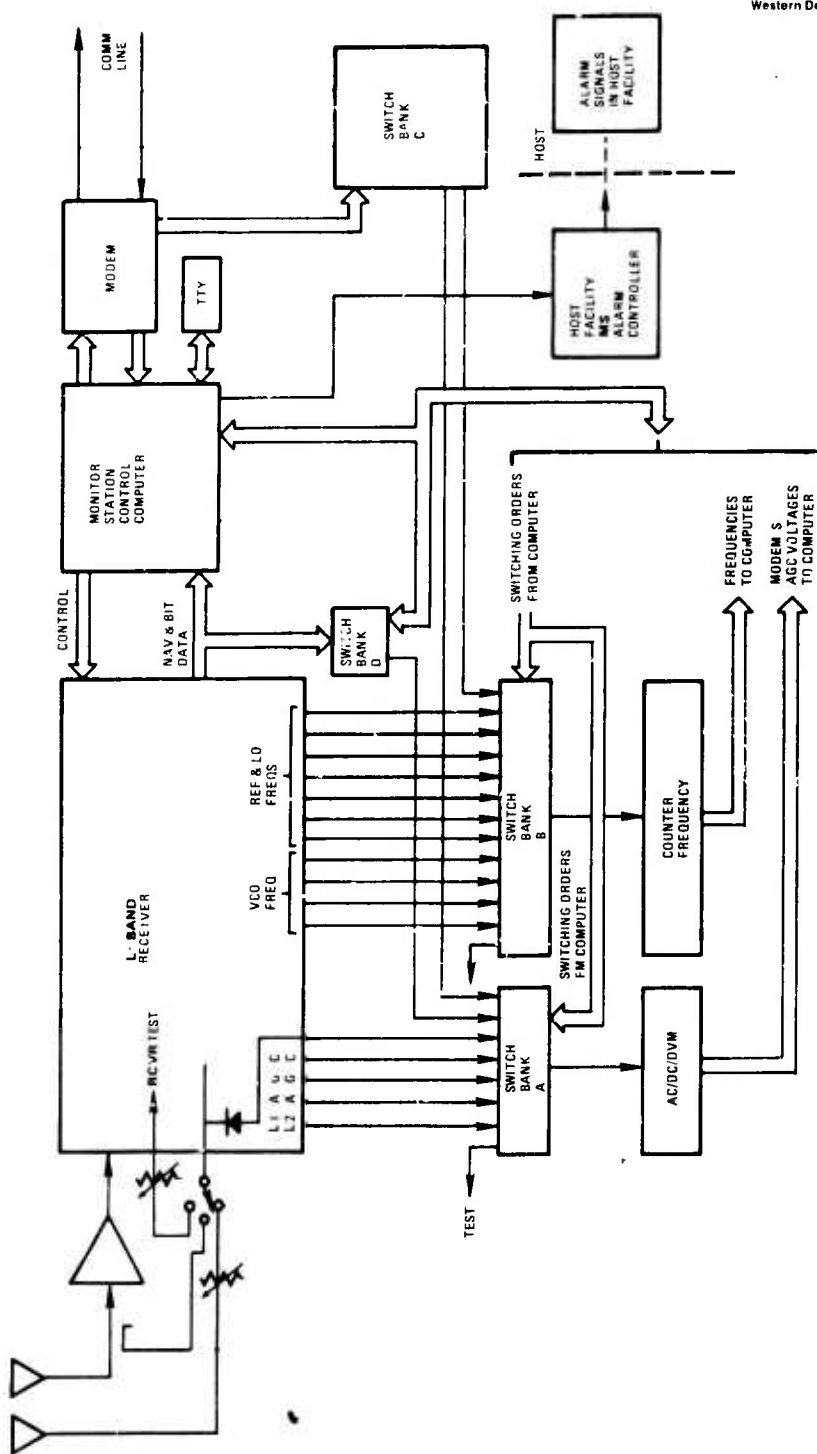 Western De
COMM
LINE
MODEM
TTY
SWITCH
BANK
C
ALARM
SIGNALS
IN HOST
FACILITY
HOST
HOST
FACILITY
MS
ALARM
CONTROLLER
MONITOR
STATION
CONTROL
COMPUTER
CONTROL
NAV & BIT
DATA
SWITCH
BANK
D
SWITCHING ORDERS
FROM COMPUTER
FREQUENCIES
TO COMPUTER
MODEM S
AGC VOLTAGES
TO COMPUTER
L-BAND
RECEIVER
REF & LO
FREQS
VCO
FREQ
RCVR TEST
L1 A G C
L2 A G C
SWITCH
BANK
B
SWITCHING ORDERS
FM COMPUTER
COUNTER
FREQUENCY
SWITCH
BANK
A
AC/DC/DVM
TEST